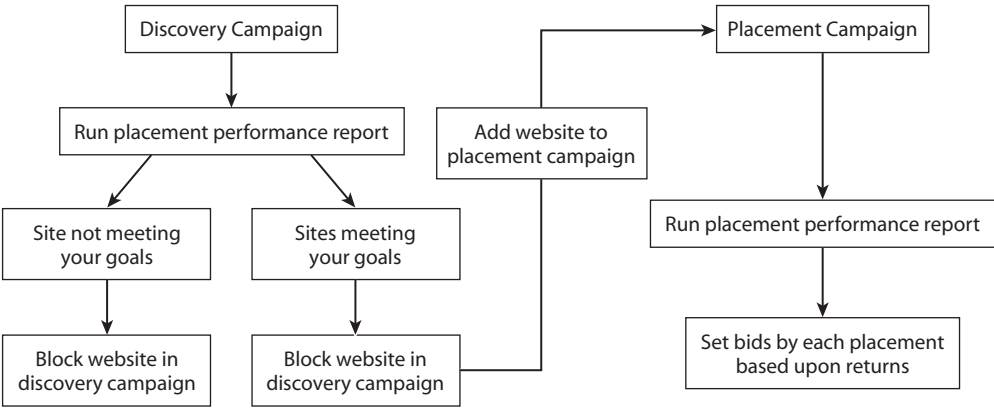 Discovery Campaign
Run placement performance report
Site not meeting
your goals
Sites meeting
your goals
Block website in
discovery campaign
Block website in
discovery campaign
Add website to
placement campaign
Placement Campaign
Run placement performance report
Set bids by each placement
based upon returns